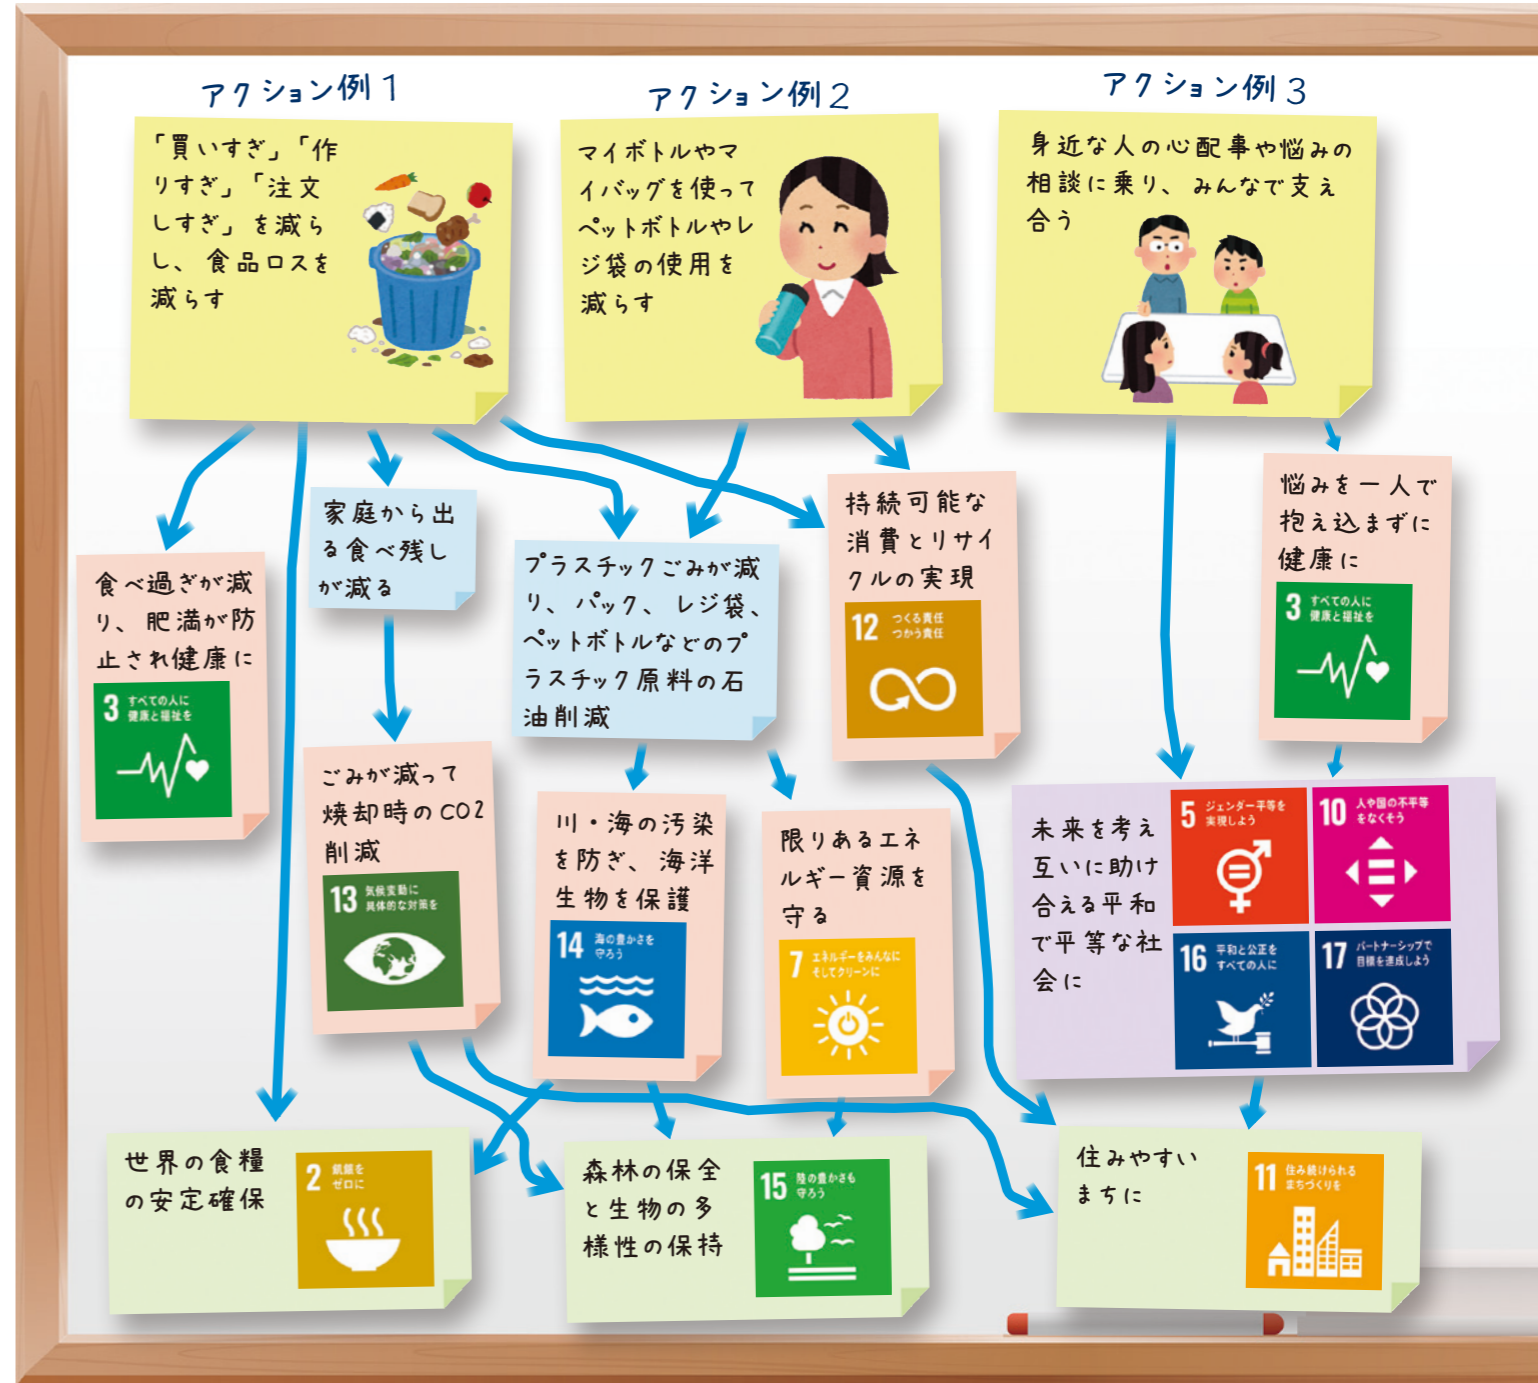 アクション例1
「買いすぎ」「作
りすぎ」「注文
しすぎ」を減ら
し、食品ロスを
減らす
アクション例2
マイボトルやマ
イバッグを使って
ペットボトルやレ
ジ袋の使用を
減らす
アクション例3
身近な人の心配事や悩みの
相談に乗り、みんなで支え
合う
食べ過ぎが減
り、肥満が防
止され健康に
3 すべての人に
健康と福祉を
家庭から出
る食べ残し
が減る
プラスチックごみが減
り、パック、レジ袋、
ペットボトルなどのプ
ラスチック原料の石
油削減
持続可能な
消費とリサイ
クルの実現
12 つくる責任
つかう責任
悩みを一人で
抱え込まずに
健康に
3 すべての人に
健康と福祉を
ごみが減って
焼却時のCO2
削減
13 気候変動に
具体的な対策を
川・海の汚染
を防ぎ、海洋
生物を保護
14 海の豊かさを
守ろう
限りあるエネ
ルギー資源を
守る
7 エネルギーをみんなに
そしてクリーンに
未来を考え
互いに助け
合える平和
で平等な社
会に
5 ジェンダー平等を
実現しよう
10 人や国の不平等
をなくそう
16 平和と公正を
すべての人に
17 パートナーシップで
目標を達成しよう
世界の食糧
の安定確保
2 飢餓を
ゼロに
森林の保全
と生物の多
様性の保持
15 陸の豊かさも
守ろう
住みやすい
まちに
11 住み続けられる
まちづくりを